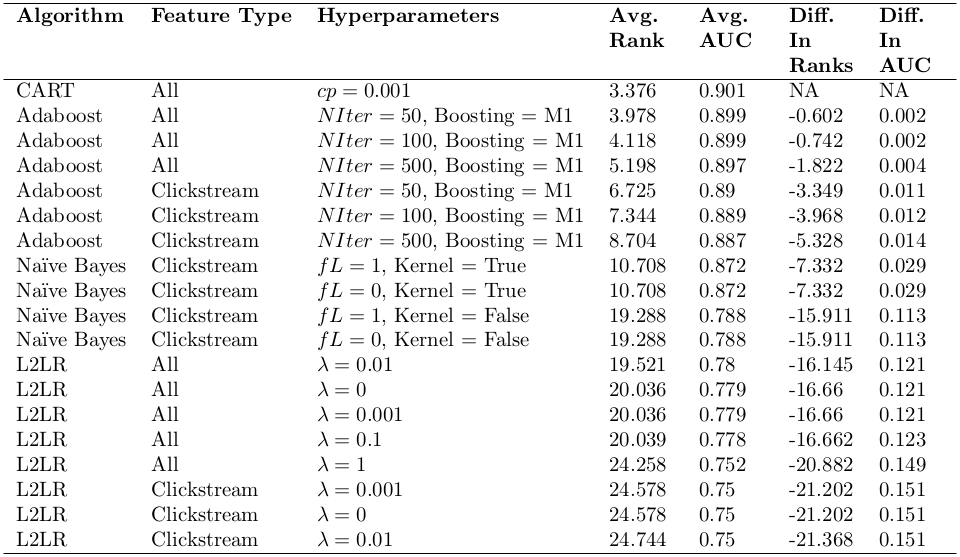 Algorithm Feature Type Hyperparameters Avg. Rank Avg. AUC Diff. In Ranks Diff. In AUC
CART All cp = 0.001 3.376 0.901 NA NA
Adaboost All NIter = 50, Boosting = M1 3.978 0.899 -0.602 0.002
Adaboost All NIter = 100, Boosting = M1 4.118 0.899 -0.742 0.002
Adaboost All NIter = 500, Boosting = M1 5.198 0.897 -1.822 0.004
Adaboost Clickstream NIter = 50, Boosting = M1 6.725 0.89 -3.349 0.011
Adaboost Clickstream NIter = 100, Boosting = M1 7.344 0.889 -3.968 0.012
Adaboost Clickstream NIter = 500, Boosting = M1 8.704 0.887 -5.328 0.014
Naïve Bayes Clickstream fL = 1, Kernel = True 10.708 0.872 -7.332 0.029
Naïve Bayes Clickstream fL = 0, Kernel = True 10.708 0.872 -7.332 0.029
Naïve Bayes Clickstream fL = 1, Kernel = False 19.288 0.788 -15.911 0.113
Naïve Bayes Clickstream fL = 0, Kernel = False 19.288 0.788 -15.911 0.113
L2LR All λ = 0.01 19.521 0.78 -16.145 0.121
L2LR All λ = 0 20.036 0.779 -16.66 0.121
L2LR All λ = 0.001 20.036 0.779 -16.66 0.121
L2LR All λ = 0.1 20.039 0.778 -16.662 0.123
L2LR All λ = 1 24.258 0.752 -20.882 0.149
L2LR Clickstream λ = 0.001 24.578 0.75 -21.202 0.151
L2LR Clickstream λ = 0 24.578 0.75 -21.202 0.151
L2LR Clickstream λ = 0.01 24.744 0.75 -21.368 0.151